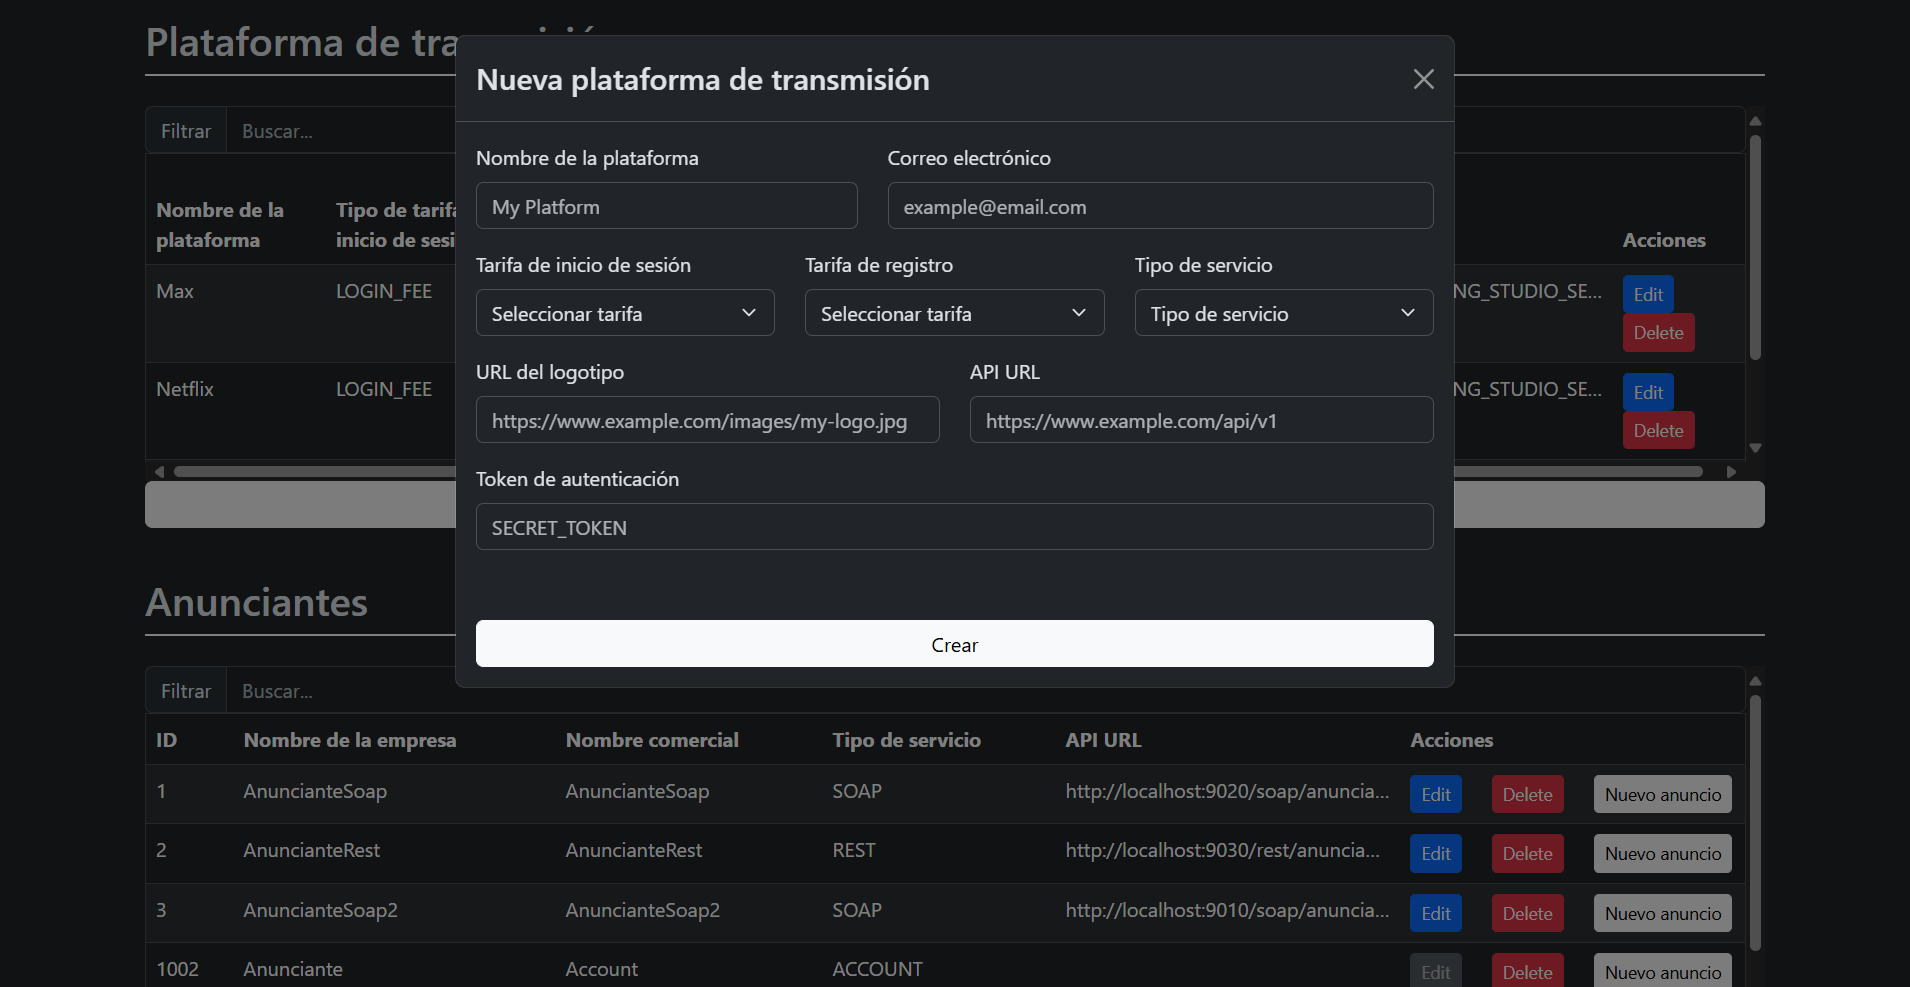 Plataforma de tra
Nueva plataforma de transmisión
Filtrar
Buscar...
Nombre de la plataforma
Correo electrónico
My Platform
example@email.com
Nombre de la
plataforma
Tipo de tarifa
inicio de sesi
Acciones
Tarifa de inicio de sesión
Tarifa de registro
Tipo de servicio
Seleccionar tarifa
Seleccionar tarifa
Tipo de servicio
Max
LOGIN_FEE
NG_STUDIO_SE...
Edit
Delete
URL del logotipo
API URL
https://www.example.com/images/my-logo.jpg
https://www.example.com/api/v1
Netflix
LOGIN_FEE
NG_STUDIO_SE...
Edit
Delete
Token de autenticación
SECRET_TOKEN
Crear
Anunciantes
Filtrar
Buscar...
ID
Nombre de la empresa
Nombre comercial
Tipo de servicio
API URL
Acciones
1
AnuncianteSoap
AnuncianteSoap
SOAP
http://localhost:9020/soap/anuncia...
Edit
Delete
Nuevo anuncio
2
AnuncianteRest
AnuncianteRest
REST
http://localhost:9030/rest/anuncia...
Edit
Delete
Nuevo anuncio
3
AnuncianteSoap2
AnuncianteSoap2
SOAP
http://localhost:9010/soap/anuncia...
Edit
Delete
Nuevo anuncio
1002
Anunciante
Account
ACCOUNT
Edit
Delete
Nuevo anuncio